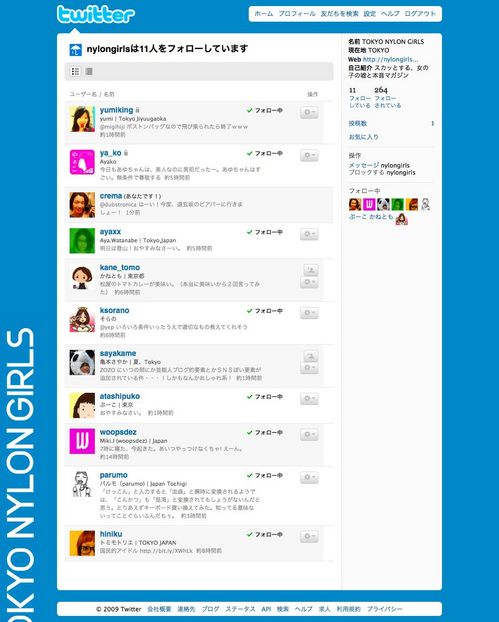 twitter
ホーム プロフィール 友だちを検索 設定 ヘルプ ログアウト
nylongirlsは11人をフォローしています
ユーザー名 / 名前 操作
yumiking
フォロー中
yumi | Tokyo Jiyuugaoka
@migihiji ボストンバッグなので飛び乗られたら終了www
約1時間前
ya_ko
フォロー中
Ayako
今日もあゆちゃんは、美人なのに男前だったー。あゆちゃんはす
ごい。無条件で尊敬する 約5時間前
crema (あなたです!)
@dubstronica はーい!今度、道玄坂のビアバーに行きま
しょー! 1分前
ayaxx
フォロー中
Aya,Watanabe | Tokyo,Japan
明日は登山!おやすみなさーい。 約5時間前
kane_tomo
かねとも | 東京都
松屋のトマトカレーが美味い。(本当に美味いから2回言ってみ
た) 約6時間前
ksorano
フォロー中
そらの
@yep いろいろ条件いったうえで適切なもの教えてくれそう
約6時間前
sayakame
亀本さやか | 夏、Tokyo
ZOZO にいつの間にか芸能人ブログ的要素とかSNSぽい要素が
追加されている件・・・!しかもなんかおしゃれ系! 約1時間前
atashipuko
フォロー中
ぷーこ | 東京
おやすみなさい。 約1時間前
woopsdez
フォロー中
Miki.I (woopsdez) | Japan
7時に寝た、今起きた。あいつやっつけなくちゃ! えーん。
約14時間前
parumo
フォロー中
パルモ (parumo) | Japan Tochigi
「けっこん」と入力すると「血痕」と瞬時に変換されるようで
は、「こんかつ」も「昆渇」と変換されてもしょうがないんだと
思う。とりあえずキーボード買い換えてみた。知ってる意味な
いってことぐらいるんだもぅ。 約3時間前
hiniku
フォロー中
トミモトリエ | TOKYO JAPAN
国民的アイドル http://bit.ly/XWhLk 約8時間前
名前 TOKYO NYLON GIRLS
現在地 TOKYO
Web http://nylongirls...
自己紹介 スカッとする、女の
子の嘘と本音マガジン
11 264
フォロー フォロー
している されている
投稿数 1
お気に入り
操作
メッセージ nylongirls
ブロックする nylongirls
フォロー中
ぷーこ かねとも
OKYO NYLON GIRLS
© 2009 Twitter 会社概要 連絡先 ブログ ステータス API 検索 ヘルプ 求人 利用規約 プライバシー